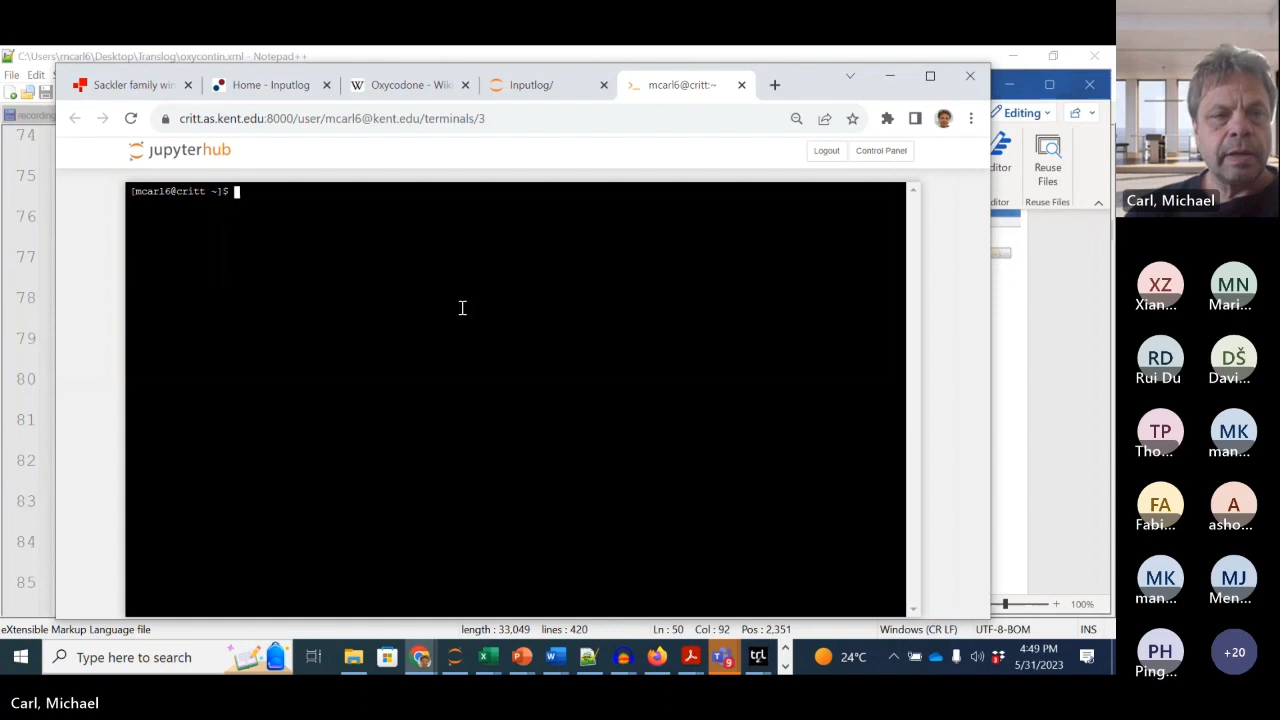 C:\Users\mcarl6\Desktop\Translog\oxycontin.xml - Notepad++
File Edit
Sackler family win
Home - Inputlog
Oxycodone - Wiki
Inputlog/
mcarl6@critt:~
critt.as.kent.edu:8000/user/mcarl6@kent.edu/terminals/3
jupyterhub
Logout
Control Panel
[mcarl6@critt ~]$
recording
74
75
76
77
78
79
80
81
82
83
84
85
Editing
ditor
Reuse
Files
ditor
Reuse Files
100%
eXtensible Markup Language file
length : 33,049 lines : 420
Ln : 50 Col : 92 Pos : 2,351
Windows (CR LF)
UTF-8-BOM
INS
Type here to search
trl
9
24°C
4:49 PM
5/31/2023
Carl, Michael
XZ
Xian...
MN
Mari...
RD
Rui Du
DŠ
Davi...
TP
Tho...
MK
man...
FA
Fabi...
A
asho...
MK
man...
MJ
Men...
PH
Ping...
+20
Carl, Michael